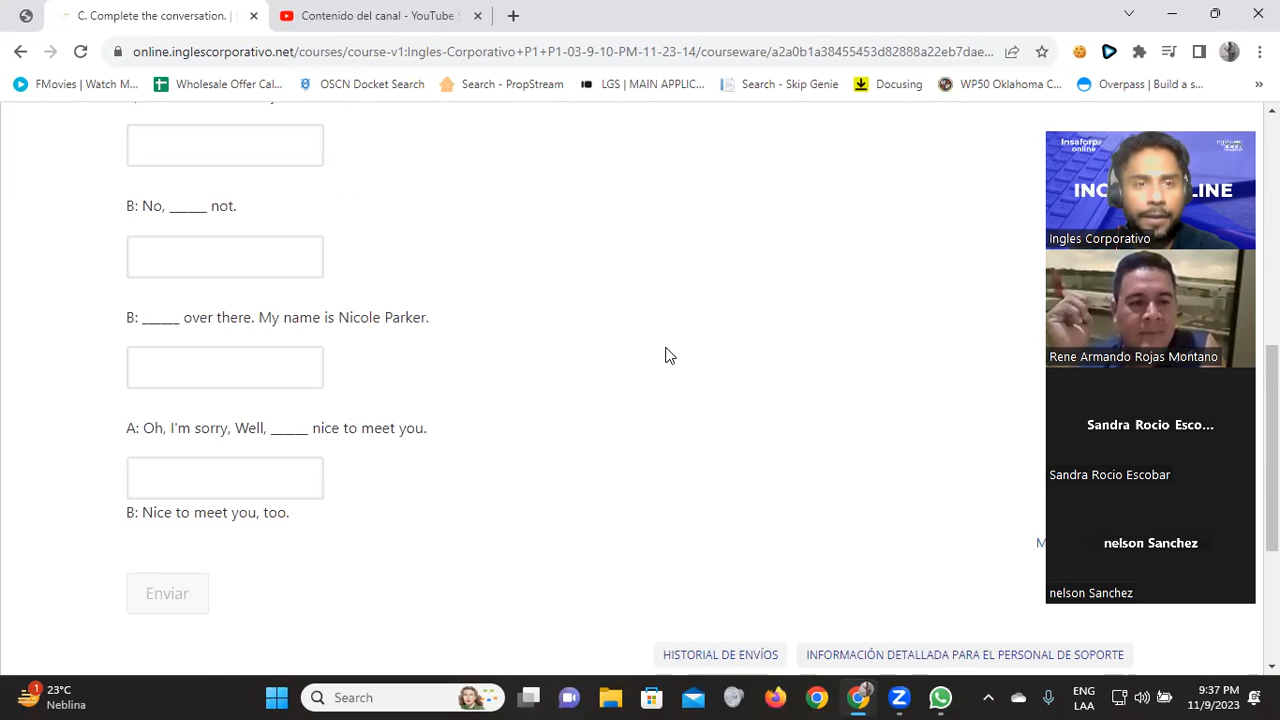 C. Complete the conversation. |
Contenido del canal - YouTube
online.inglescorporativo.net/courses/course-v1:Ingles-Corporativo+P1+P1-03-9-10-PM-11-23-14/courseware/a2a0b1a38455453d82888a22eb7dae...
FMovies | Watch M...
Wholesale Offer Cal...
OSCN Docket Search
Search - PropStream
LGS | MAIN APPLIC...
Search - Skip Genie
Docusing
WP50 Oklahoma C...
Overpass | Build a s...
B: No, ______ not.
B: ______ over there. My name is Nicole Parker.
A: Oh, I'm sorry, Well, ______ nice to meet you.
B: Nice to meet you, too.
Enviar
HISTORIAL DE ENVÍOS
INFORMACIÓN DETALLADA PARA EL PERSONAL DE SOPORTE
online
Ingles Corporativo
Rene Armando Rojas Montano
Sandra Rocio Esco...
Sandra Rocio Escobar
nelson Sanchez
nelson Sanchez
1
23°C
Neblina
Search
ENG
LAA
9:37 PM
11/9/2023